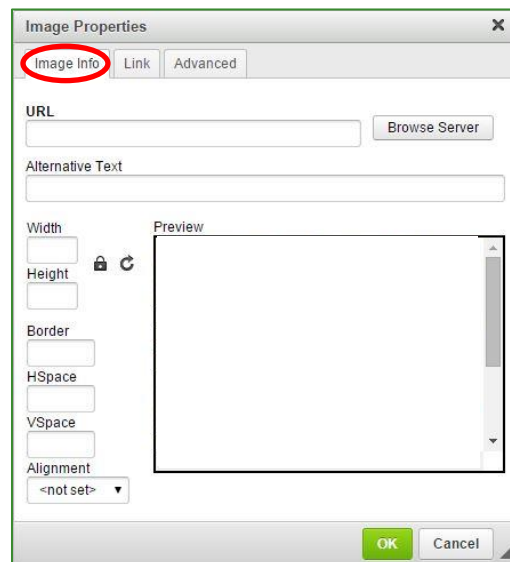 Image Properties
Image Info Link Advanced
URL
Browse Server
Alternative Text
Width Preview
Height
Border
HSpace
VSpace
Alignment
<not set>
OK Cancel